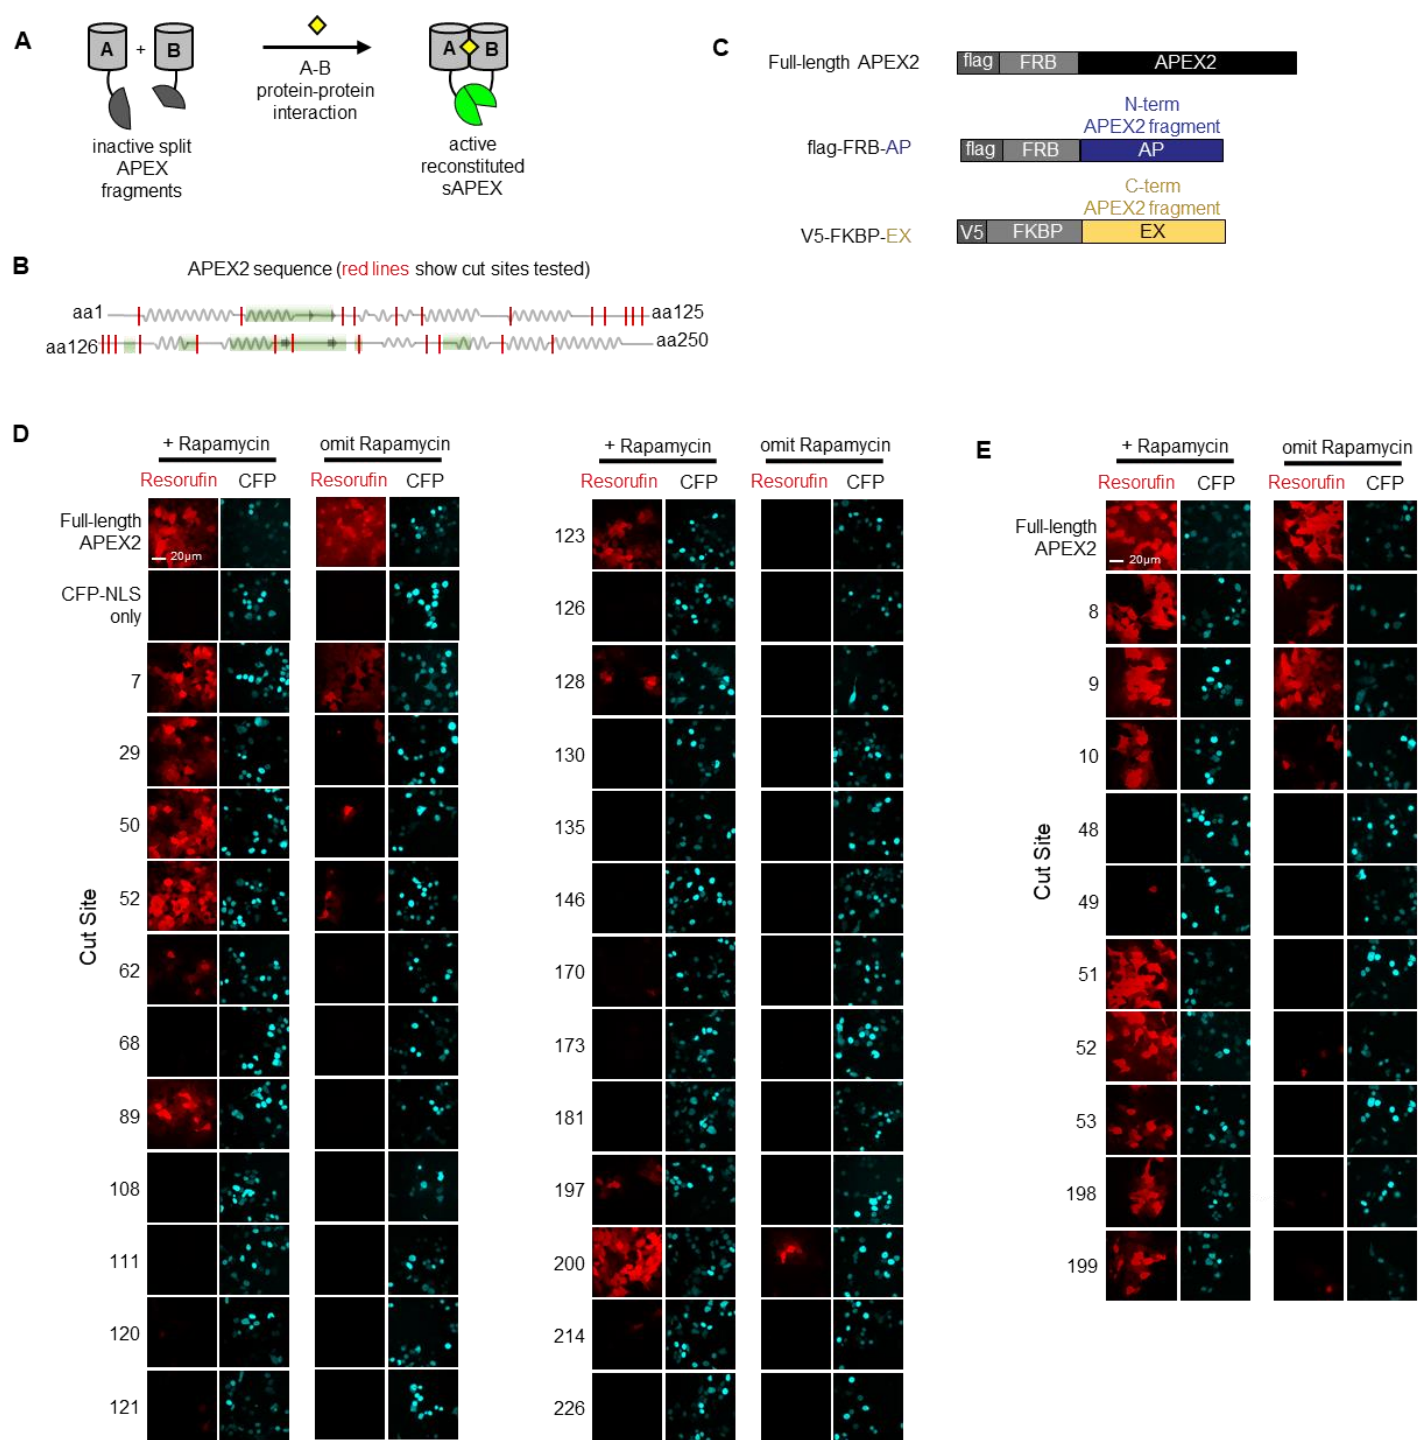 A
A + B
A B
A-B
protein-protein
interaction
inactive split
APEX
fragments
active
reconstituted
sAPEX
B
APEX2 sequence (red lines show cut sites tested)
aa1
aa125
aa126
aa250
C
Full-length APEX2
flag FRB APEX2
N-term
APEX2 fragment
flag-FRB-AP
flag FRB AP
C-term
APEX2 fragment
V5-FKBP-EX
V5 FKBP EX
D
+ Rapamycin omit Rapamycin
Resorufin CFP Resorufin CFP
Full-length
APEX2
20µm
CFP-NLS
only
Cut Site
7
29
50
52
62
68
89
108
111
120
121
+ Rapamycin omit Rapamycin
Resorufin CFP Resorufin CFP
123
126
128
130
135
146
170
173
181
197
200
214
226
E
+ Rapamycin omit Rapamycin
Resorufin CFP Resorufin CFP
Full-length
APEX2
20µm
Cut Site
8
9
10
48
49
51
52
53
198
199